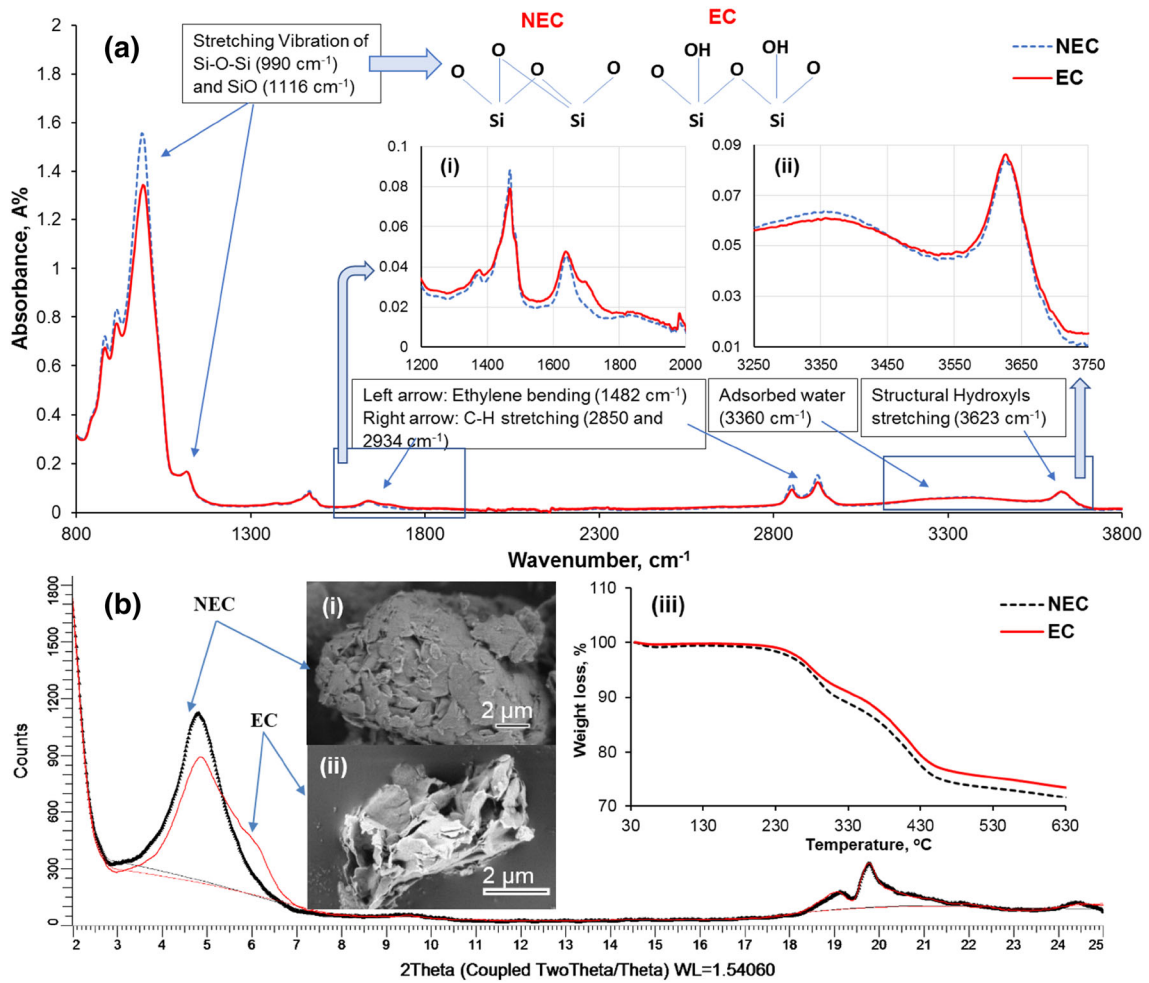 (a)
Stretching Vibration of
Si-O-Si (990 cm⁻¹)
and SiO (1116 cm⁻¹)
NEC
EC
O
O
O
O
Si
Si
OH
OH
O
O
O
Si
Si
NEC
EC
Absorbance, A%
2
1.8
1.6
1.4
1.2
1
0.8
0.6
0.4
0.2
0
800
1300
1800
2300
2800
3300
3800
Wavenumber, cm⁻¹
(i)
0.1
0.08
0.06
0.04
0.02
0
1200
1400
1600
1800
2000
(ii)
0.09
0.07
0.05
0.03
0.01
3250
3350
3450
3550
3650
3750
Left arrow: Ethylene bending (1482 cm⁻¹)
Right arrow: C-H stretching (2850 and
2934 cm⁻¹)
Adsorbed water
(3360 cm⁻¹)
Structural Hydroxyls
stretching (3623 cm⁻¹)
(b)
NEC
EC
Counts
1800
1500
1300
1100
900
700
500
300
0
2
3
4
5
6
7
8
9
10
11
12
13
14
15
16
17
18
19
20
21
22
23
24
25
2Theta (Coupled TwoTheta/Theta) WL=1.54060
(i)
2 µm
(ii)
2 µm
(iii)
NEC
EC
Weight loss, %
100
90
80
70
30
130
230
330
430
530
630
Temperature, ºC